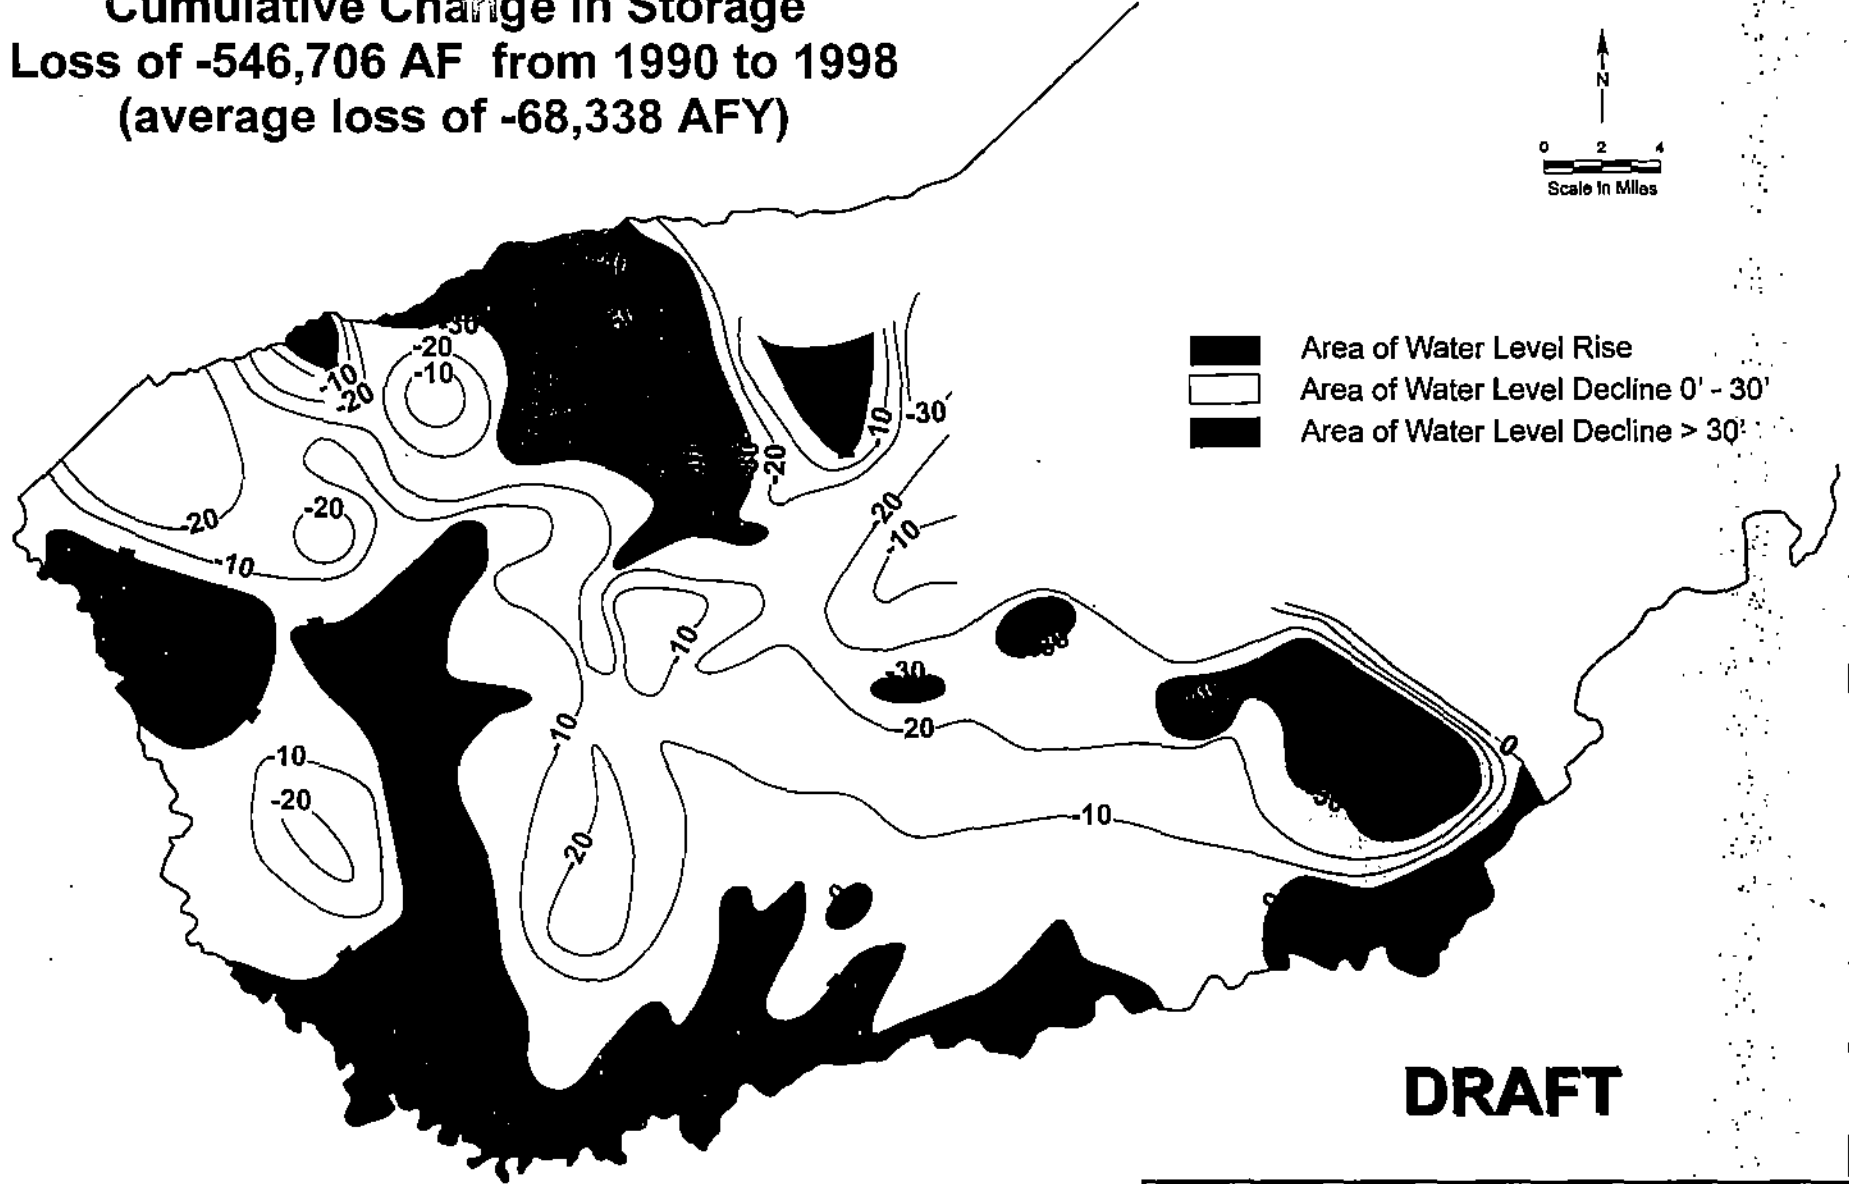 Cumulative Change in Storage
Loss of -546,706 AF from 1990 to 1998
(average loss of -68,338 AFY)
N
0 2 4
Scale in Miles
Area of Water Level Rise
Area of Water Level Decline 0' - 30'
Area of Water Level Decline > 30'
-30
-20
-10
-10
-20
-30
-10
-20
-20
-20
-20
-10
-10
-10
-30
-10
-20
-10
-20
-0
-10
-20
-10
-20
0
0
DRAFT